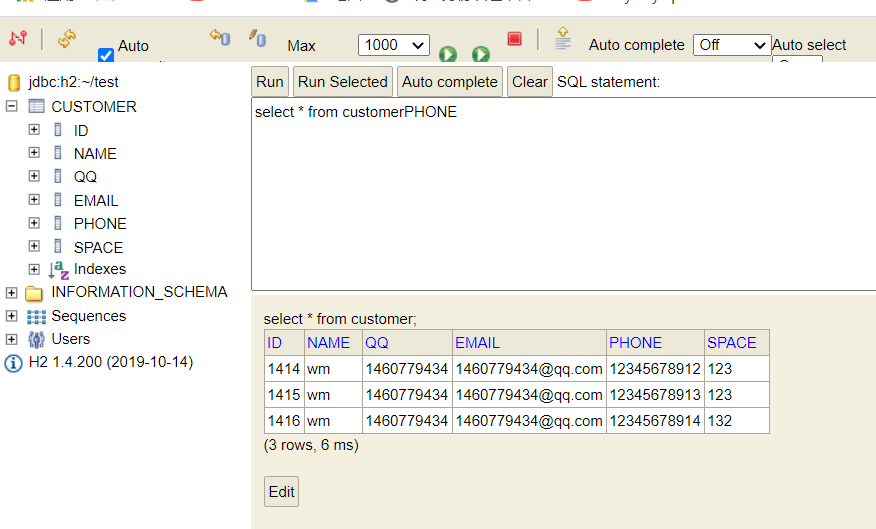 Auto
Max
1000
Auto complete
Off
Auto select
jdbc:h2:~/test
CUSTOMER
ID
NAME
QQ
EMAIL
PHONE
SPACE
Indexes
INFORMATION_SCHEMA
Sequences
Users
H2 1.4.200 (2019-10-14)
Run Run Selected Auto complete Clear SQL statement:
select * from customerPHONE
select * from customer;
ID NAME QQ EMAIL PHONE SPACE
1414 wm 1460779434 1460779434@qq.com 12345678912 123
1415 wm 1460779434 1460779434@qq.com 12345678913 123
1416 wm 1460779434 1460779434@qq.com 12345678914 132
(3 rows, 6 ms)
Edit